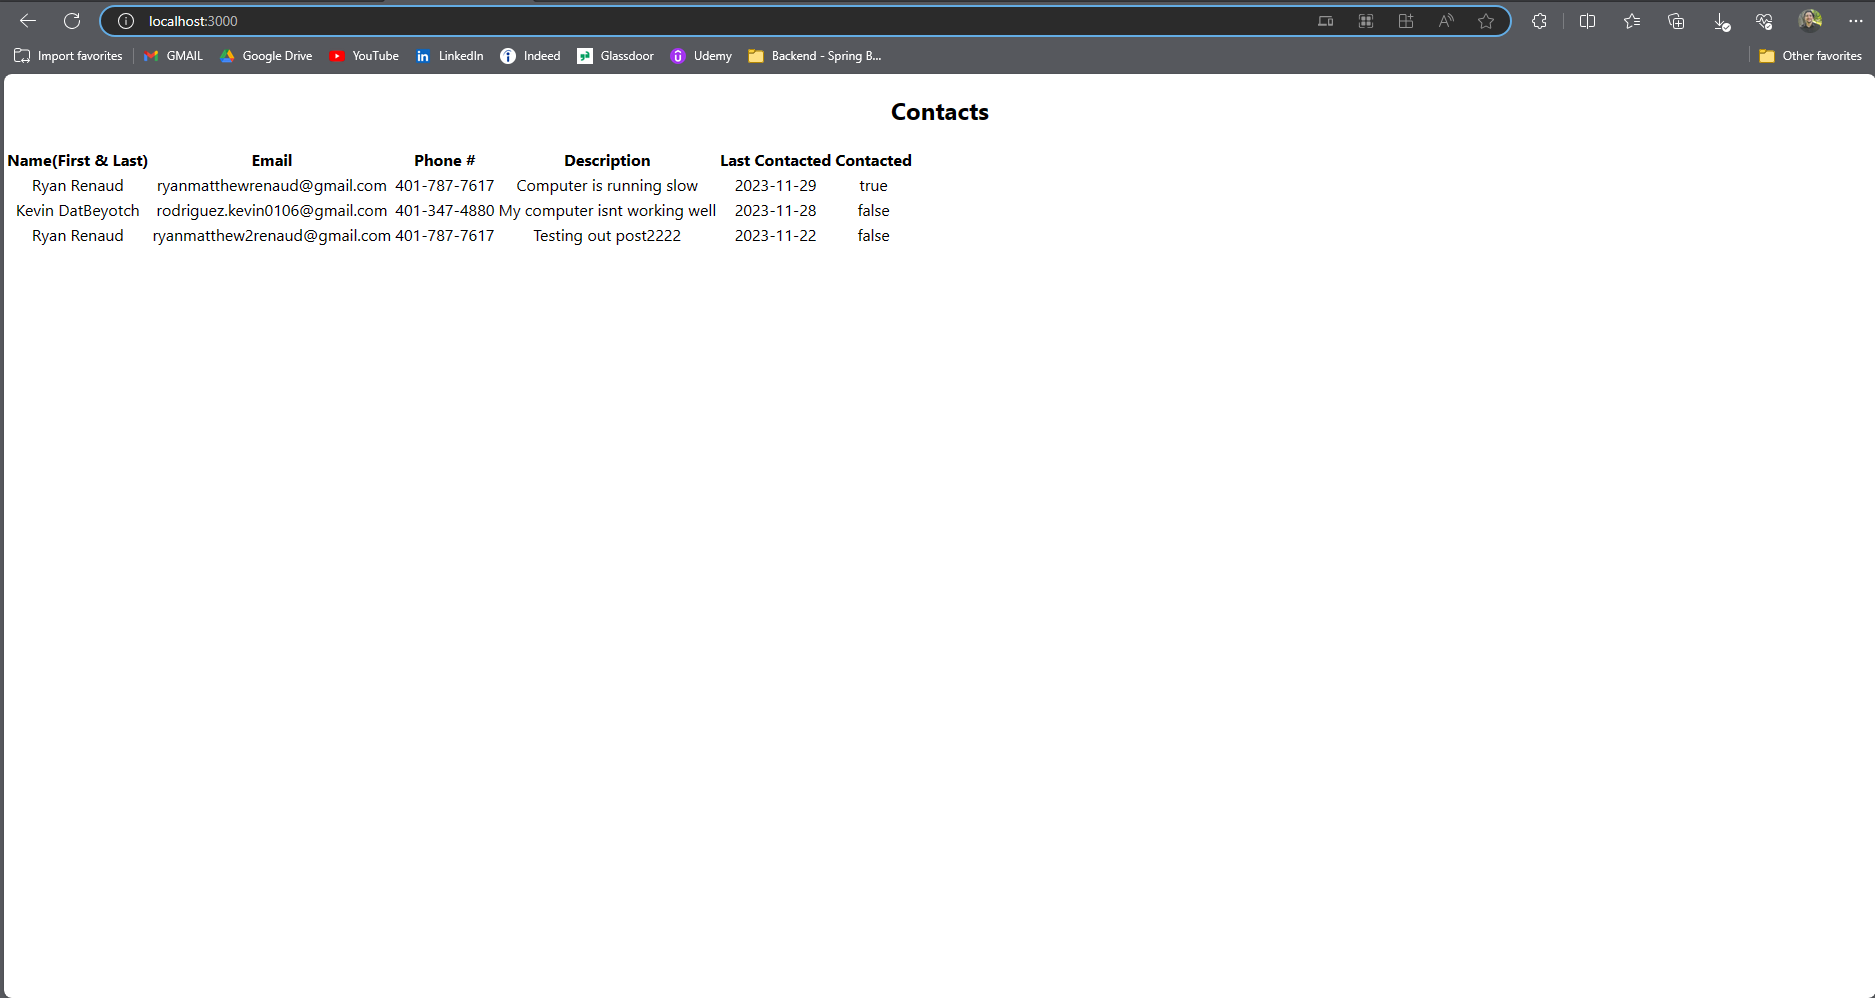 localhost:3000
Import favorites GMAIL Google Drive YouTube LinkedIn Indeed Glassdoor Udemy Backend - Spring B... Other favorites
Contacts
Name(First & Last) Email Phone # Description Last Contacted Contacted
Ryan Renaud ryanmatthewrenaud@gmail.com 401-787-7617 Computer is running slow 2023-11-29 true
Kevin DatBeyotch rodriguez.kevin0106@gmail.com 401-347-4880 My computer isnt working well 2023-11-28 false
Ryan Renaud ryanmatthew2renaud@gmail.com 401-787-7617 Testing out post2222 2023-11-22 false